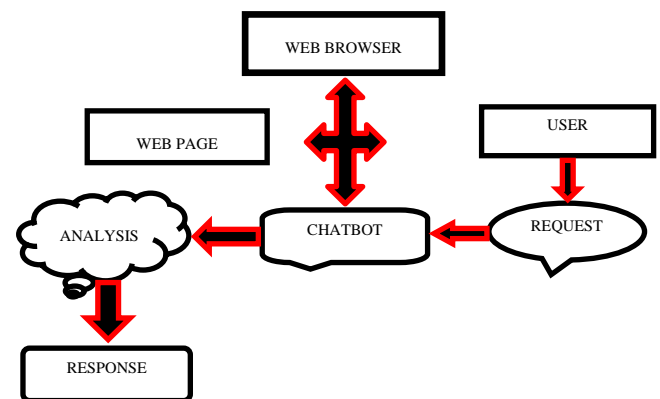 WEB BROWSER
WEB PAGE
USER
ANALYSIS
CHATBOT
REQUEST
RESPONSE